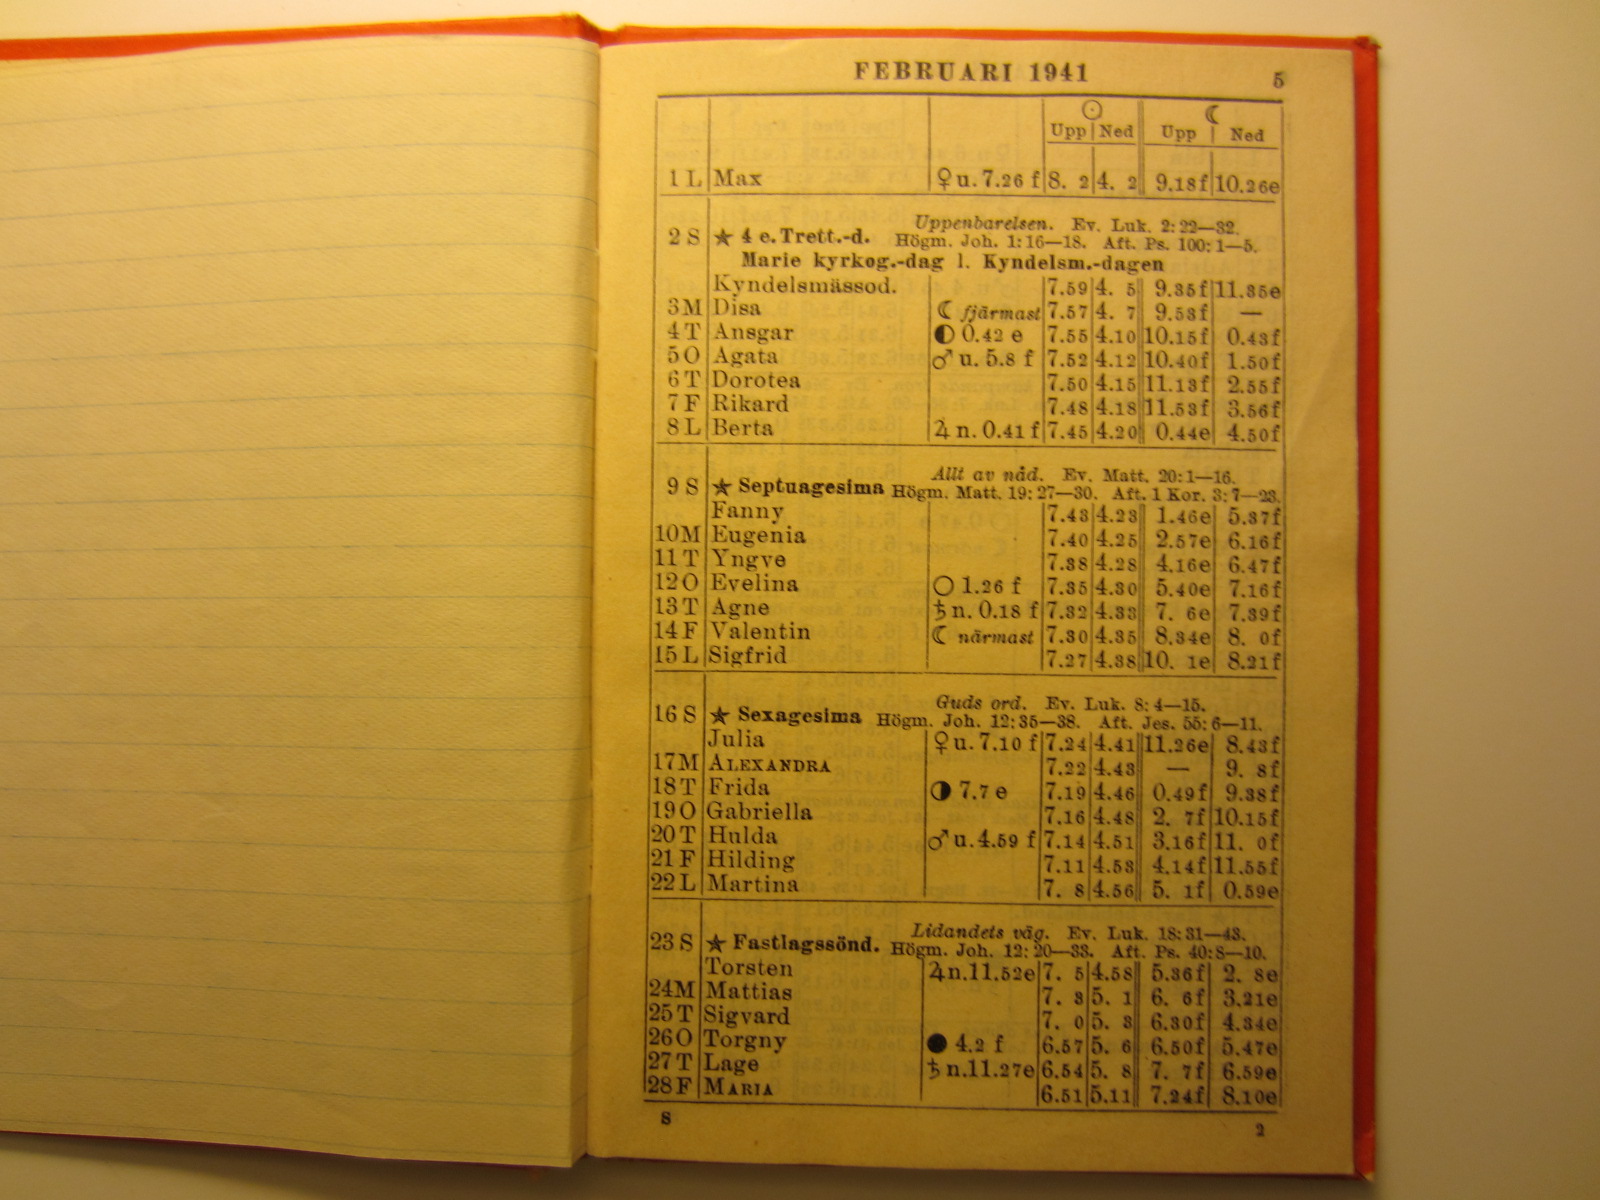 FEBRUARI 1941 5
☉ ☾
Upp Ned Upp Ned
1 L Max ♀ u. 7.26 f 8. 2 4. 2 9.18f 10.26e
Uppenbarelsen. Ev. Luk. 2: 22—32.
2 S ★ 4 e. Trett.-d. Högm. Joh. 1: 16—18. Aft. Ps. 100: 1—5.
Marie kyrkog.-dag l. Kyndelsm.-dagen
Kyndelsmässod. 7.59 4. 5 9.35f 11.35e
3 M Disa ☾ fjärmast 7.57 4. 7 9.53f —
4 T Ansgar ◐ 0.42 e 7.55 4.10 10.15f 0.43f
5 O Agata ♂ u. 5.8 f 7.52 4.12 10.40f 1.50f
6 T Dorotea 7.50 4.15 11.13f 2.55f
7 F Rikard 7.48 4.18 11.53f 3.56f
8 L Berta ♃ n. 0.41 f 7.45 4.20 0.44e 4.50f
Allt av nåd. Ev. Matt. 20: 1—16.
9 S ★ Septuagesima Högm. Matt. 19: 27—30. Aft. 1 Kor. 3: 7—23.
Fanny 7.43 4.23 1.46e 5.37f
10 M Eugenia 7.40 4.25 2.57e 6.16f
11 T Yngve 7.38 4.28 4.16e 6.47f
12 O Evelina ○ 1.26 f 7.35 4.30 5.40e 7.16f
13 T Agne ♄ n. 0.18 f 7.32 4.33 7. 6e 7.39f
14 F Valentin ☾ närmast 7.30 4.35 8.34e 8. 0f
15 L Sigfrid 7.27 4.38 10. 1e 8.21f
Guds ord. Ev. Luk. 8: 4—15.
16 S ★ Sexagesima Högm. Joh. 12: 35—38. Aft. Jes. 55: 6—11.
Julia ♀ u. 7.10 f 7.24 4.41 11.26e 8.43f
17 M ALEXANDRA 7.22 4.43 — 9. 8f
18 T Frida ◑ 7.7 e 7.19 4.46 0.49f 9.38f
19 O Gabriella 7.16 4.48 2. 7f 10.15f
20 T Hulda ♂ u. 4.59 f 7.14 4.51 3.16f 11. 0f
21 F Hilding 7.11 4.53 4.14f 11.55f
22 L Martina 7. 8 4.56 5. 1f 0.59e
Lidandets väg. Ev. Luk. 18: 31—43.
23 S ★ Fastlagssönd. Högm. Joh. 12: 20—33. Aft. Ps. 40: 8—10.
Torsten ♃ n. 11.52e 7. 5 4.58 5.36f 2. 8e
24 M Mattias 7. 3 5. 1 6. 6f 3.21e
25 T Sigvard 7. 0 5. 3 6.30f 4.34e
26 O Torgny ● 4.2 f 6.57 5. 6 6.50f 5.47e
27 T Lage ♄ n. 11.27e 6.54 5. 8 7. 7f 6.59e
28 F MARIA 6.51 5.11 7.24f 8.10e
S 2